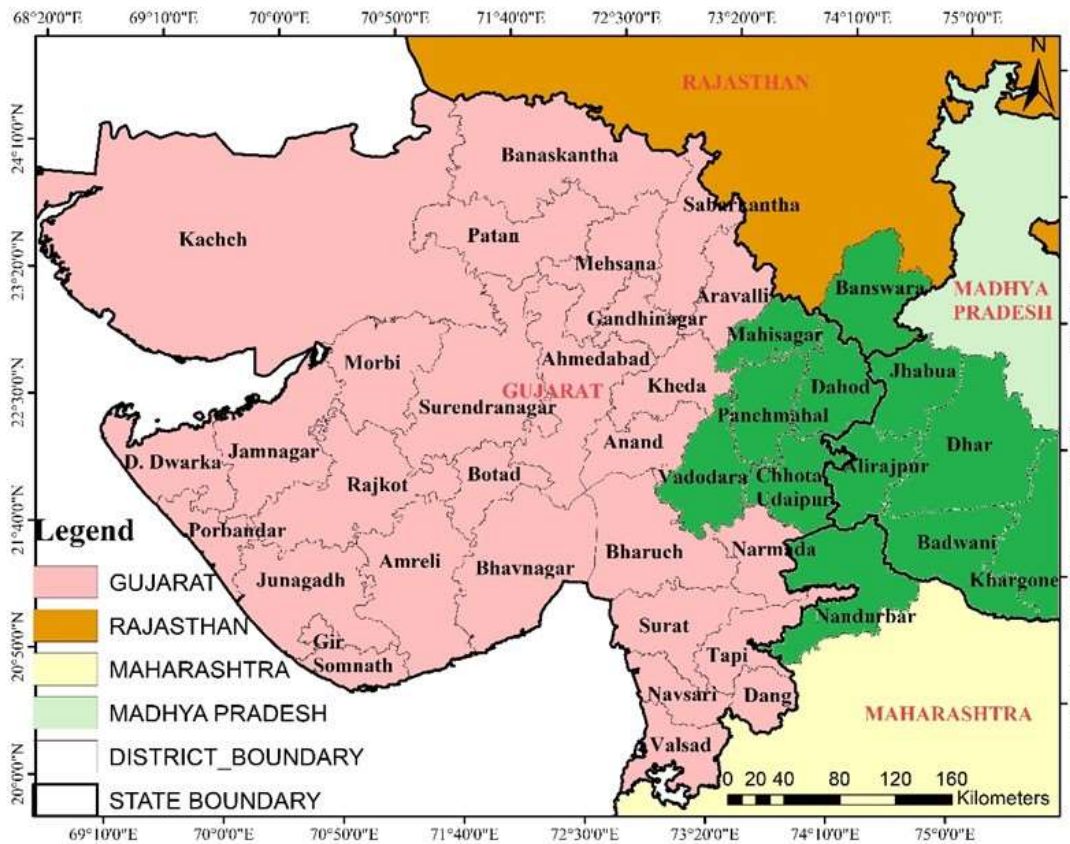 68°20'0"E 69°10'0"E 70°0'0"E 70°50'0"E 71°40'0"E 72°30'0"E 73°20'0"E 74°10'0"E 75°0'0"E
N
RAJASTHAN
24°10'0"N
Banaskantha
Sabarkantha
Kachch
Patan
Mehsana
23°20'0"N
Aravalli
Banswara
MADHYA
PRADESH
Gandhinagar
Mahisagar
Morbi
Ahmedabad
Jhabua
22°30'0"N
GUJARAT
Kheda
Dahod
Surendranagar
Panchmahal
Anand
Dhar
Jamnagar
D. Dwarka
Rajkot
Botad
Vadodara
Chhota
Udaipur
Alirajpur
21°40'0"N
Legend
Porbandar
Amreli
Bhavnagar
Bharuch
Narmada
Badwani
Junagadh
Khargone
GUJARAT
RAJASTHAN
MAHARASHTRA
MADHYA PRADESH
DISTRICT_BOUNDARY
STATE BOUNDARY
20°50'0"N
Gir
Somnath
Surat
Nandurbar
Tapi
Navsari
Dang
MAHARASHTRA
Valsad
20°0'0"N
0 20 40 80 120 160
Kilometers
69°10'0"E 70°0'0"E 70°50'0"E 71°40'0"E 72°30'0"E 73°20'0"E 74°10'0"E 75°0'0"E